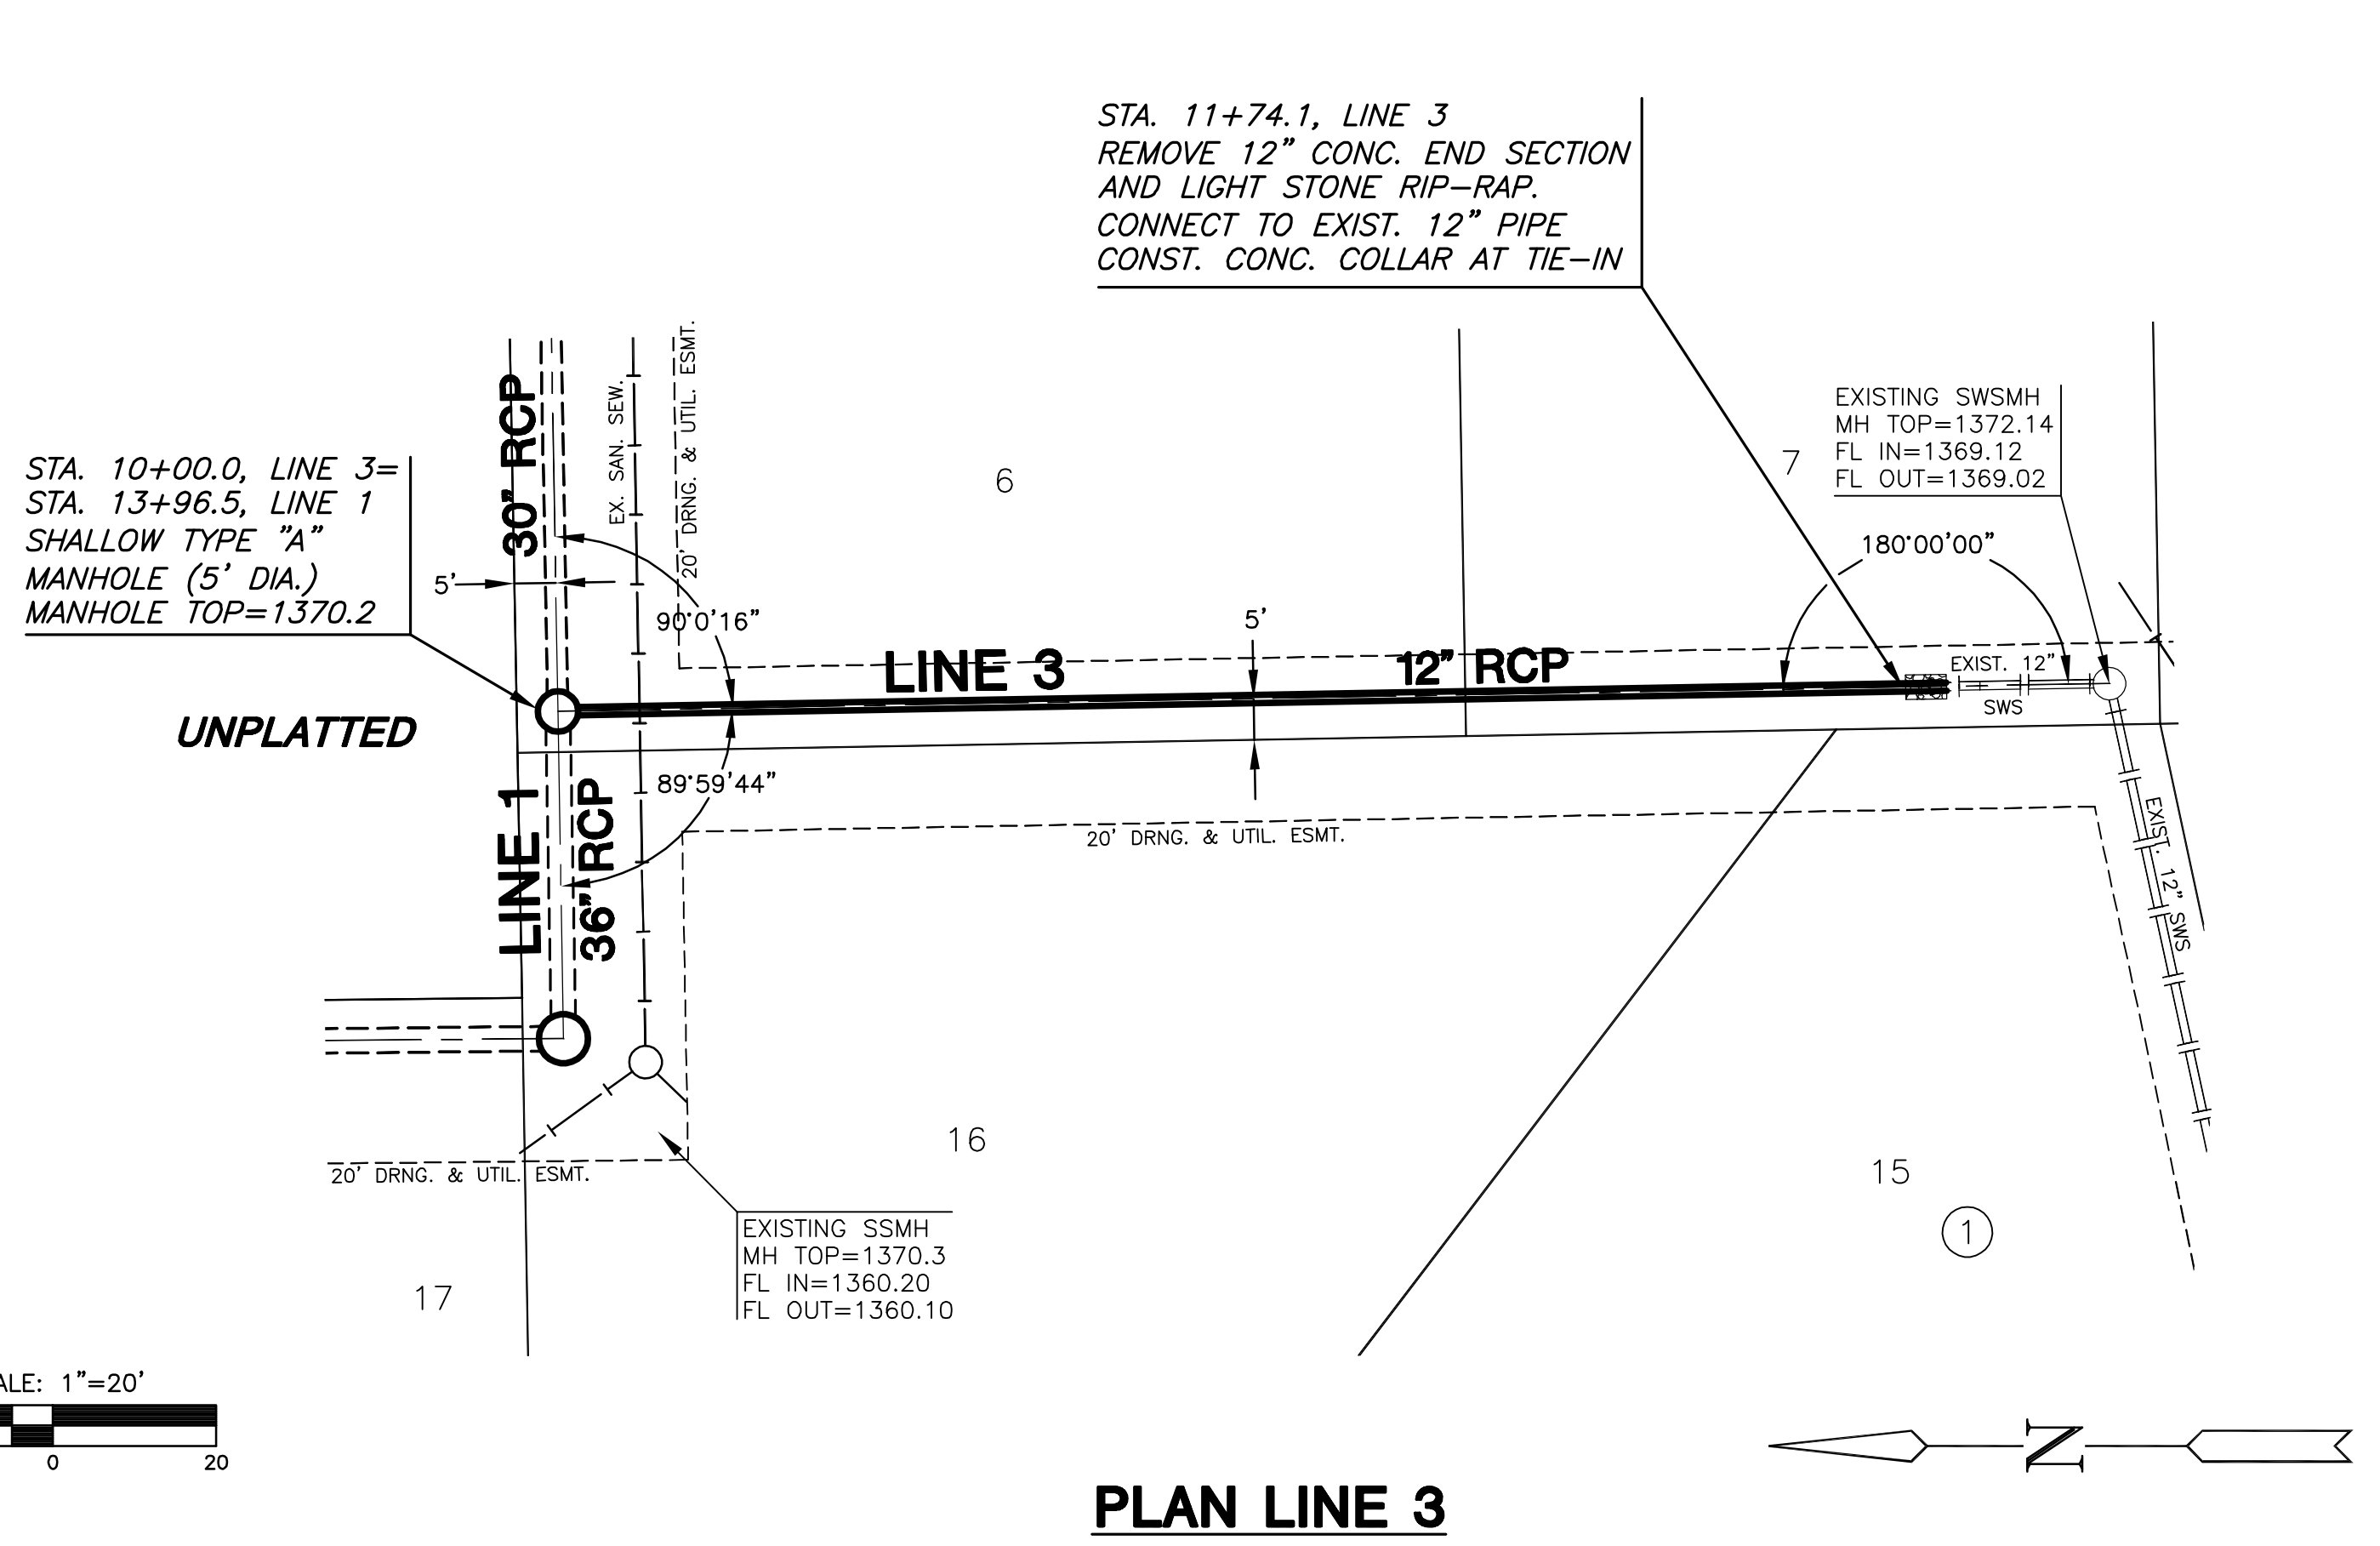 STA. 11+74.1, LINE 3
REMOVE 12" CONC. END SECTION
AND LIGHT STONE RIP-RAP.
CONNECT TO EXIST. 12" PIPE
CONST. CONC. COLLAR AT TIE-IN
EXISTING SWSMH
MH TOP=1372.14
FL IN=1369.12
FL OUT=1369.02
STA. 10+00.0, LINE 3=
STA. 13+96.5, LINE 1
SHALLOW TYPE "A"
MANHOLE (5' DIA.)
MANHOLE TOP=1370.2
30" RCP
EX. SAN. SEW.
20' DRNG. & UTIL. ESMT.
6
7
180°00'00"
5'
90°0'16"
5'
LINE 3
12" RCP
EXIST. 12"
SWS
UNPLATTED
89°59'44"
LINE 1
36" RCP
20' DRNG. & UTIL. ESMT.
EXIST. 12" SWS
16
15
1
20' DRNG. & UTIL. ESMT.
EXISTING SSMH
MH TOP=1370.3
FL IN=1360.20
FL OUT=1360.10
17
ALE: 1"=20'
0
20
N
PLAN LINE 3